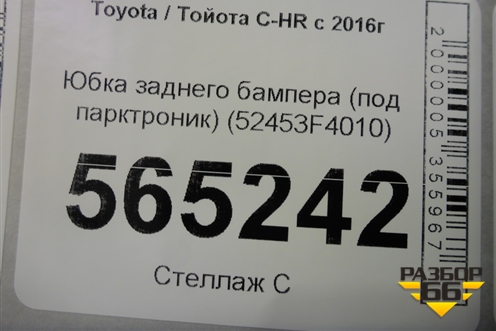 Toyota / Тойота C-HR с 2016г
Юбка заднего бампера (под
парктроник) (52453F4010)
565242
Стеллаж С
2000005355967
РАЗБОР
66